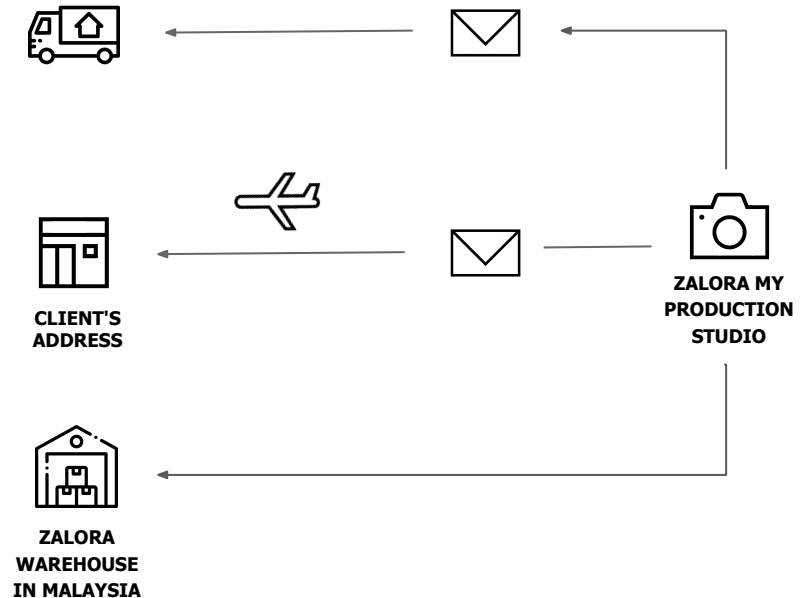 CLIENT'S
ADDRESS
ZALORA MY
PRODUCTION
STUDIO
ZALORA
WAREHOUSE
IN MALAYSIA